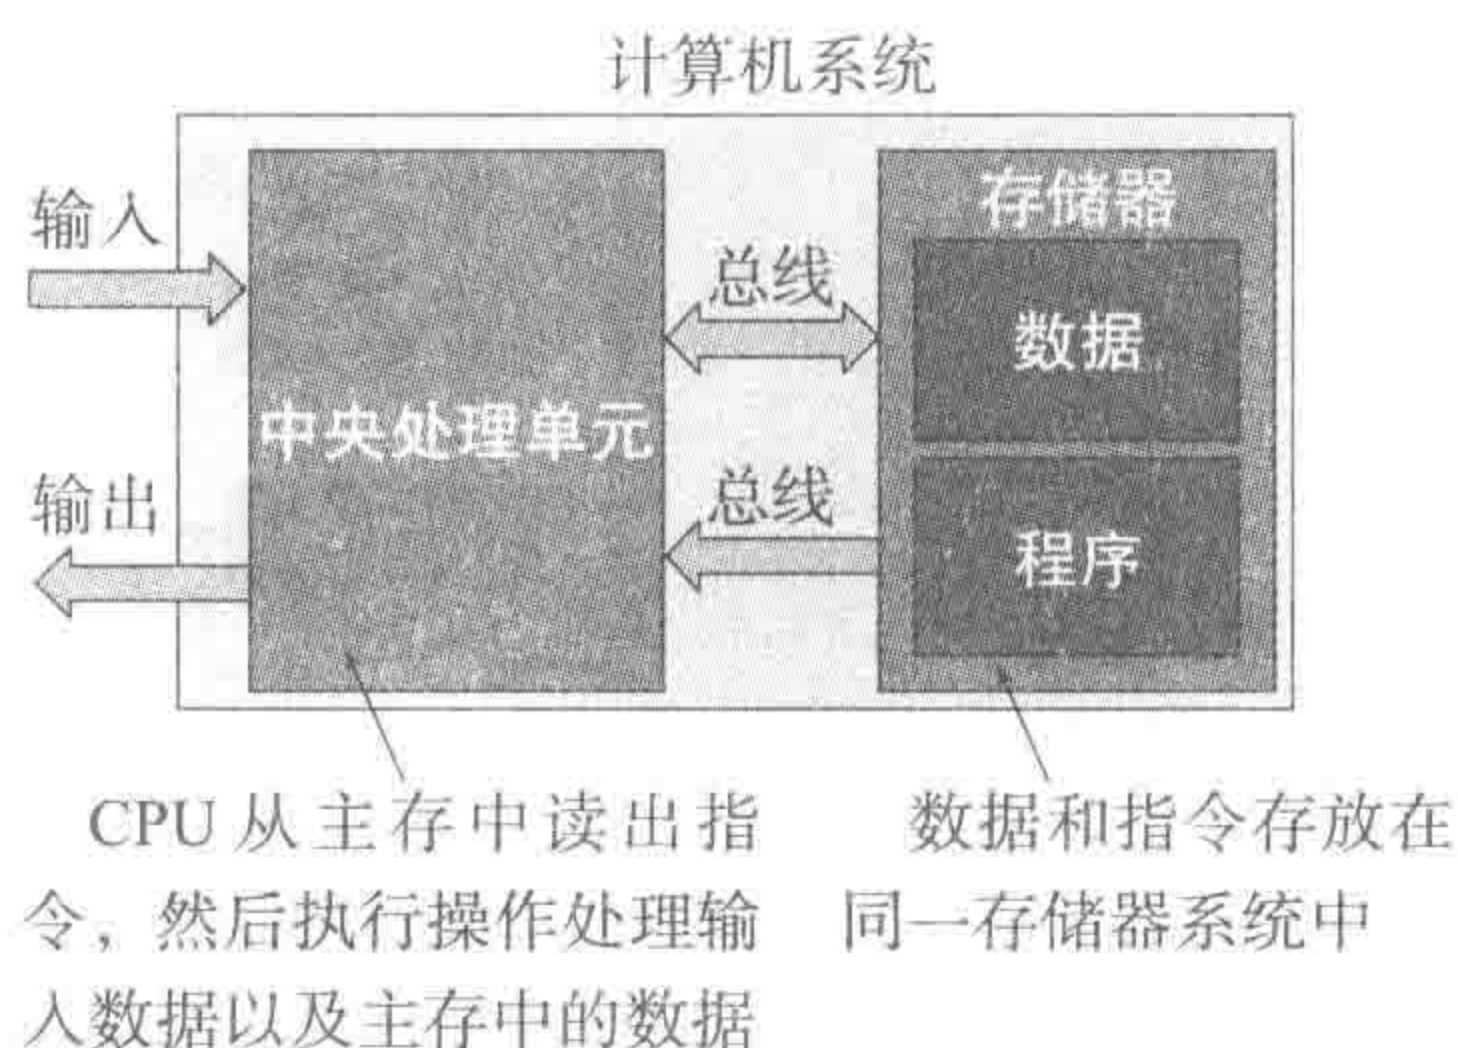 计算机系统
输入
存储器
总线
数据
中央处理单元
输出
总线
程序
CPU 从主存中读出指
令，然后执行操作处理输
入数据以及主存中的数据
数据和指令存放在
同一存储器系统中